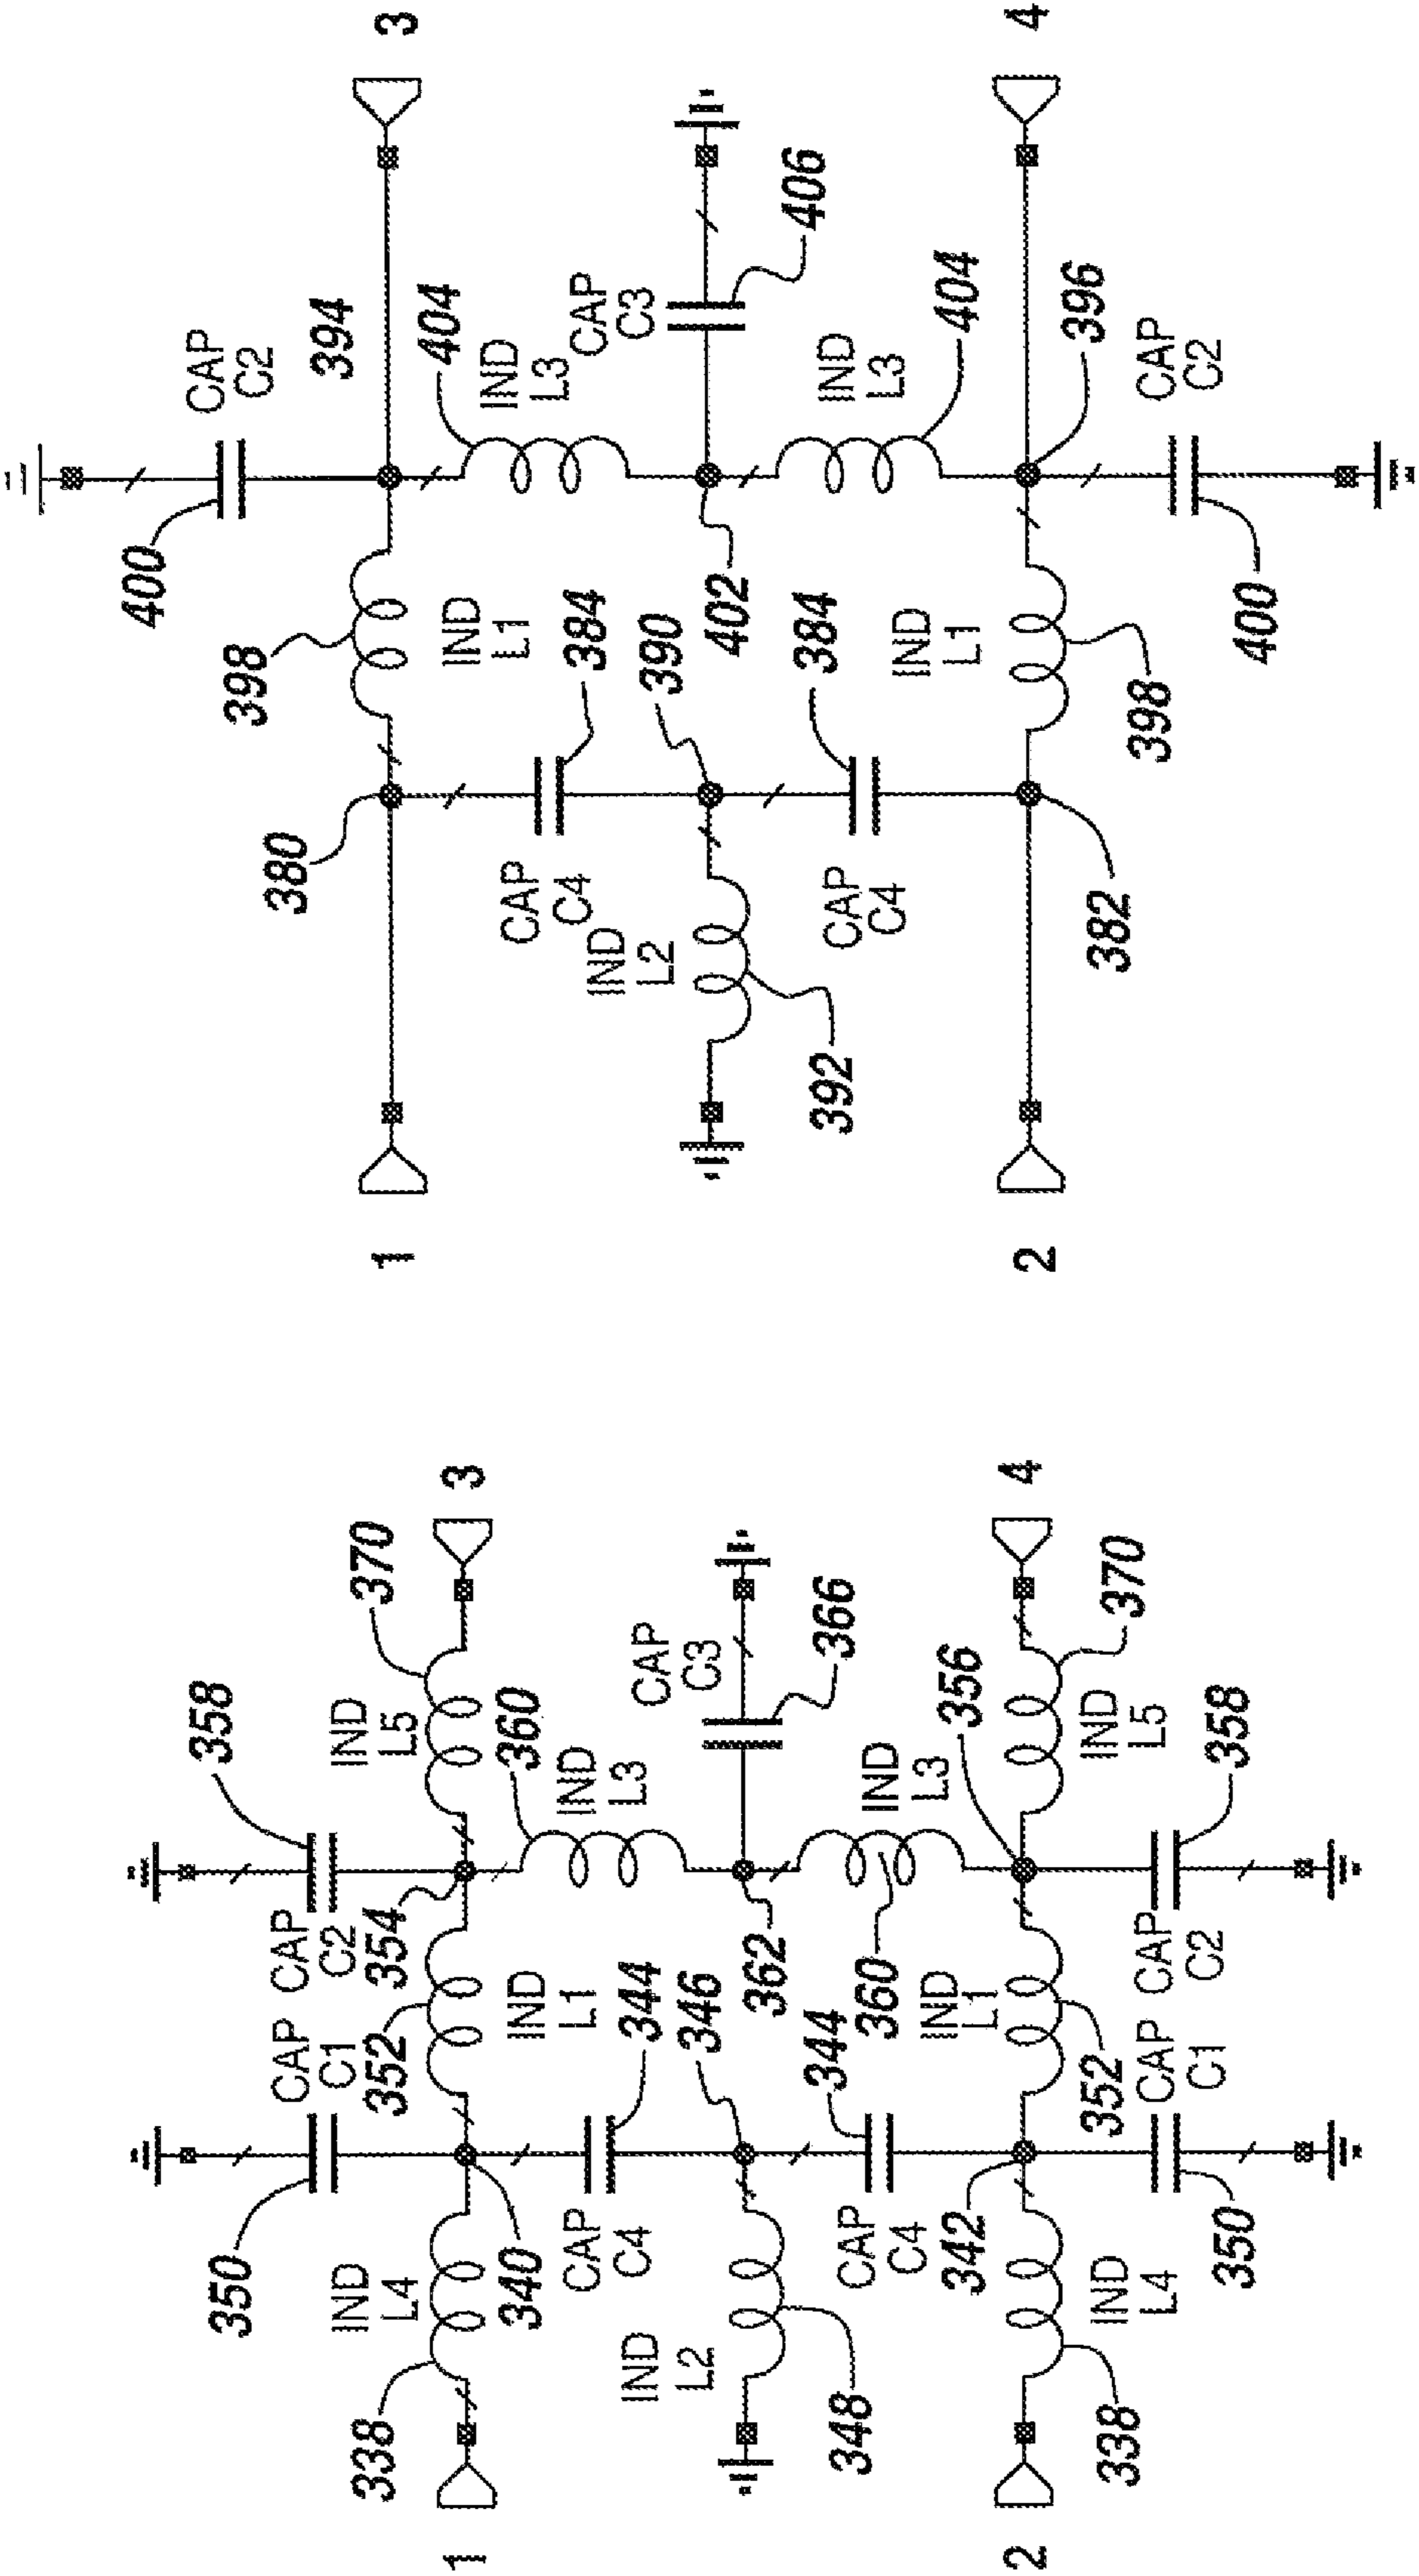 3
4
CAP
C2
394
404
IND
L3
CAP
C3
406
IND
L3
404
396
CAP
C2
400
398
IND
L1
384
390
402
384
IND
L1
398
400
380
CAP
C4
IND
L2
392
CAP
C4
382
1
2
3
4
370
358
IND
L5
360
IND
L3
CAP
C3
366
IND
L3
356
370
IND
L5
358
CAP
C2
354
CAP
C1
352
IND
L1
344
346
362
344
360
IND
L1
352
CAP
C2
CAP
C1
350
IND
L4
338
340
CAP
C4
IND
L2
348
CAP
C4
342
IND
L4
338
350
1
2